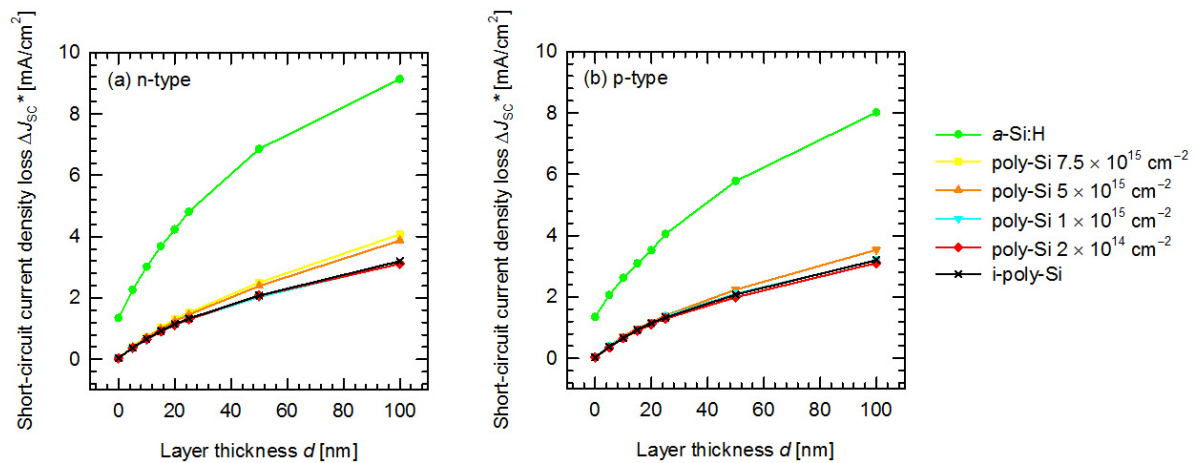 Short-circuit current density loss ΔJSC* [mA/cm²]
10
8
6
4
2
0
(a) n-type
0 20 40 60 80 100
Layer thickness d [nm]
Short-circuit current density loss ΔJSC* [mA/cm²]
10
8
6
4
2
0
(b) p-type
0 20 40 60 80 100
Layer thickness d [nm]
a-Si:H
poly-Si 7.5 × 10¹⁵ cm⁻²
poly-Si 5 × 10¹⁵ cm⁻²
poly-Si 1 × 10¹⁵ cm⁻²
poly-Si 2 × 10¹⁴ cm⁻²
i-poly-Si